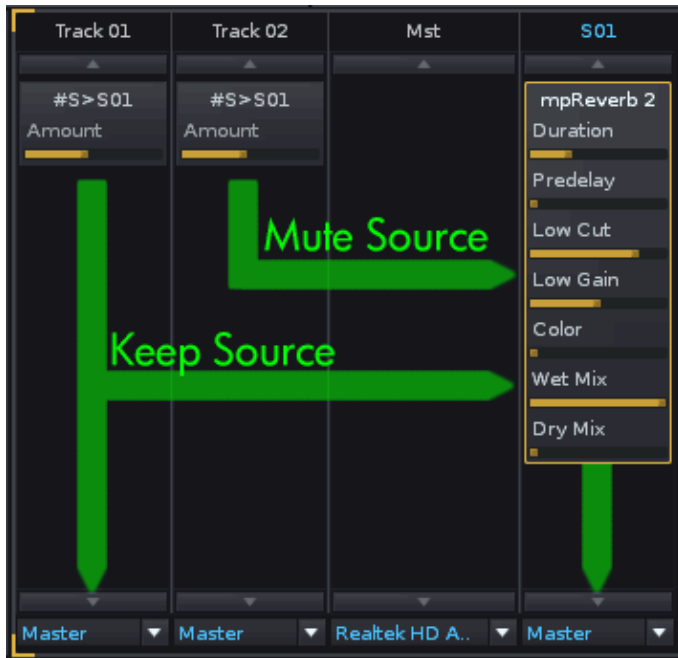 Track 01 Track 02 Mst S01
#S>S01 #S>S01 mpReverb 2
Amount Amount Duration
Predelay
Mute Source Low Cut
Low Gain
Keep Source Color
Wet Mix
Dry Mix
Master Master Realtek HD A.. Master